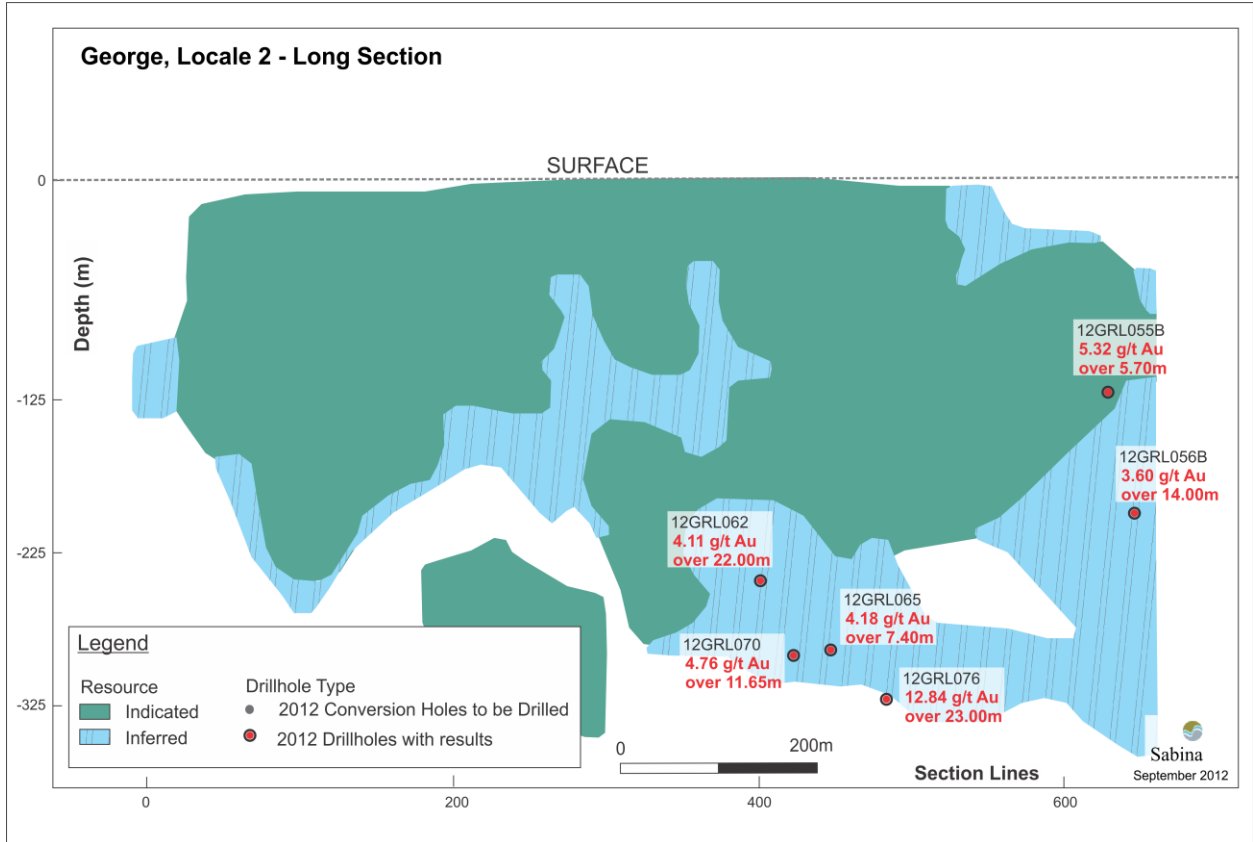 George, Locale 2 - Long Section
SURFACE
0
Depth (m)
-125
-225
-325
12GRL055B
5.32 g/t Au
over 5.70m
12GRL056B
3.60 g/t Au
over 14.00m
12GRL062
4.11 g/t Au
over 22.00m
12GRL065
4.18 g/t Au
over 7.40m
12GRL070
4.76 g/t Au
over 11.65m
12GRL076
12.84 g/t Au
over 23.00m
Legend
Resource
Indicated
Inferred
Drillhole Type
2012 Conversion Holes to be Drilled
2012 Drillholes with results
0 200m
Section Lines
Sabina
September 2012
0 200 400 600